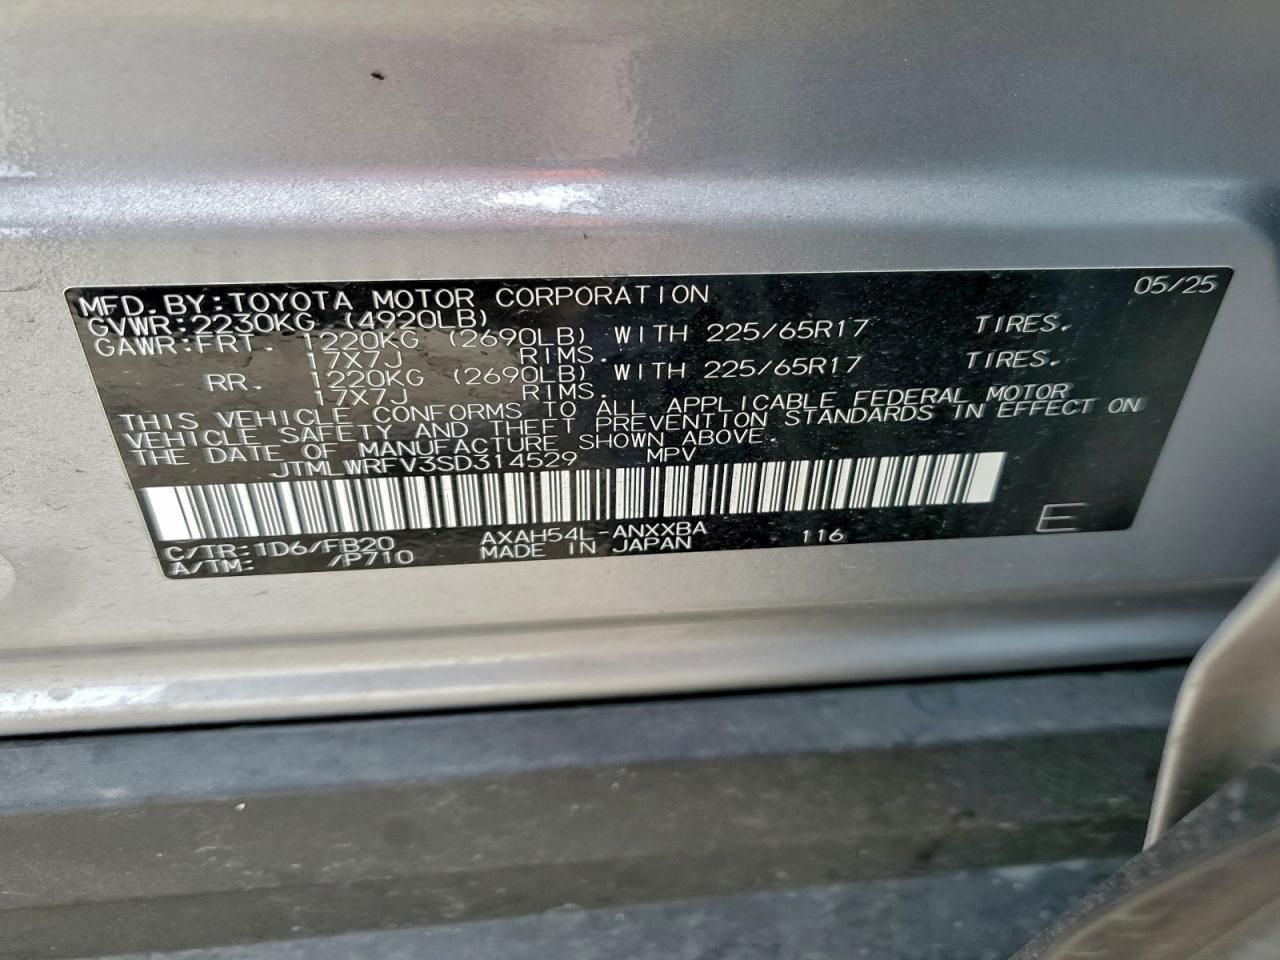 MFD.BY:TOYOTA MOTOR CORPORATION 05/25
GVWR:2230KG (4920LB)
GAWR:FRT. 1220KG (2690LB) WITH 225/65R17 TIRES.
17X7J RIMS.
RR. 1220KG (2690LB) WITH 225/65R17 TIRES.
17X7J RIMS.
THIS VEHICLE CONFORMS TO ALL APPLICABLE FEDERAL MOTOR
VEHICLE SAFETY AND THEFT PREVENTION STANDARDS IN EFFECT ON
THE DATE OF MANUFACTURE SHOWN ABOVE.
JTMLWRFV3SD314529 MPV
C/TR:1D6/FB20 AXAH54L-ANXXBA 116 E
A/TM: /P710 MADE IN JAPAN